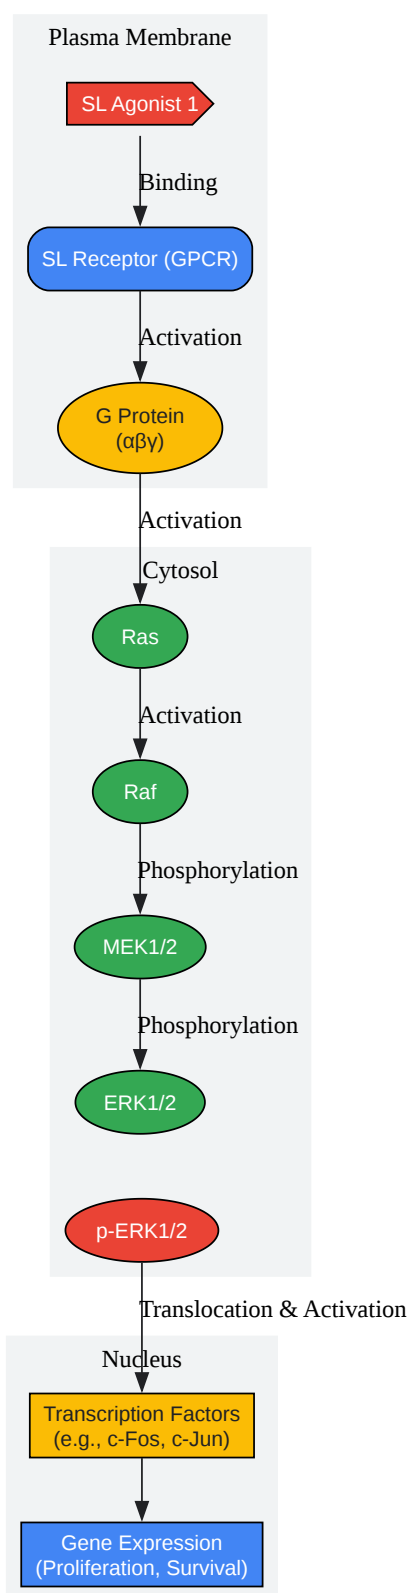 Plasma Membrane
SL Agonist 1
Binding
SL Receptor (GPCR)
Activation
G Protein
(αβγ)
Activation
Cytosol
Ras
Activation
Raf
Phosphorylation
MEK1/2
Phosphorylation
ERK1/2
p-ERK1/2
Translocation & Activation
Nucleus
Transcription Factors
(e.g., c-Fos, c-Jun)
Gene Expression
(Proliferation, Survival)